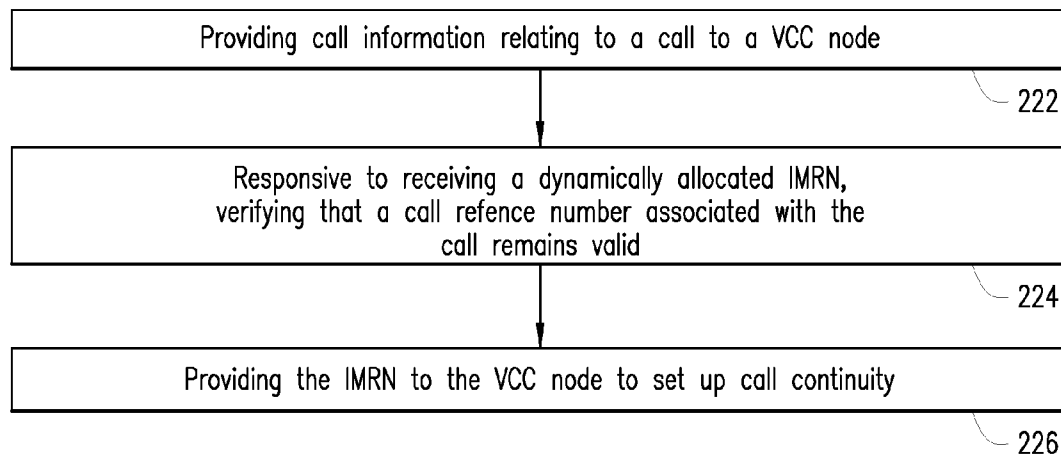 Providing call information relating to a call to a VCC node
222
Responsive to receiving a dynamically allocated IMRN,
verifying that a call refence number associated with the
call remains valid
224
Providing the IMRN to the VCC node to set up call continuity
226